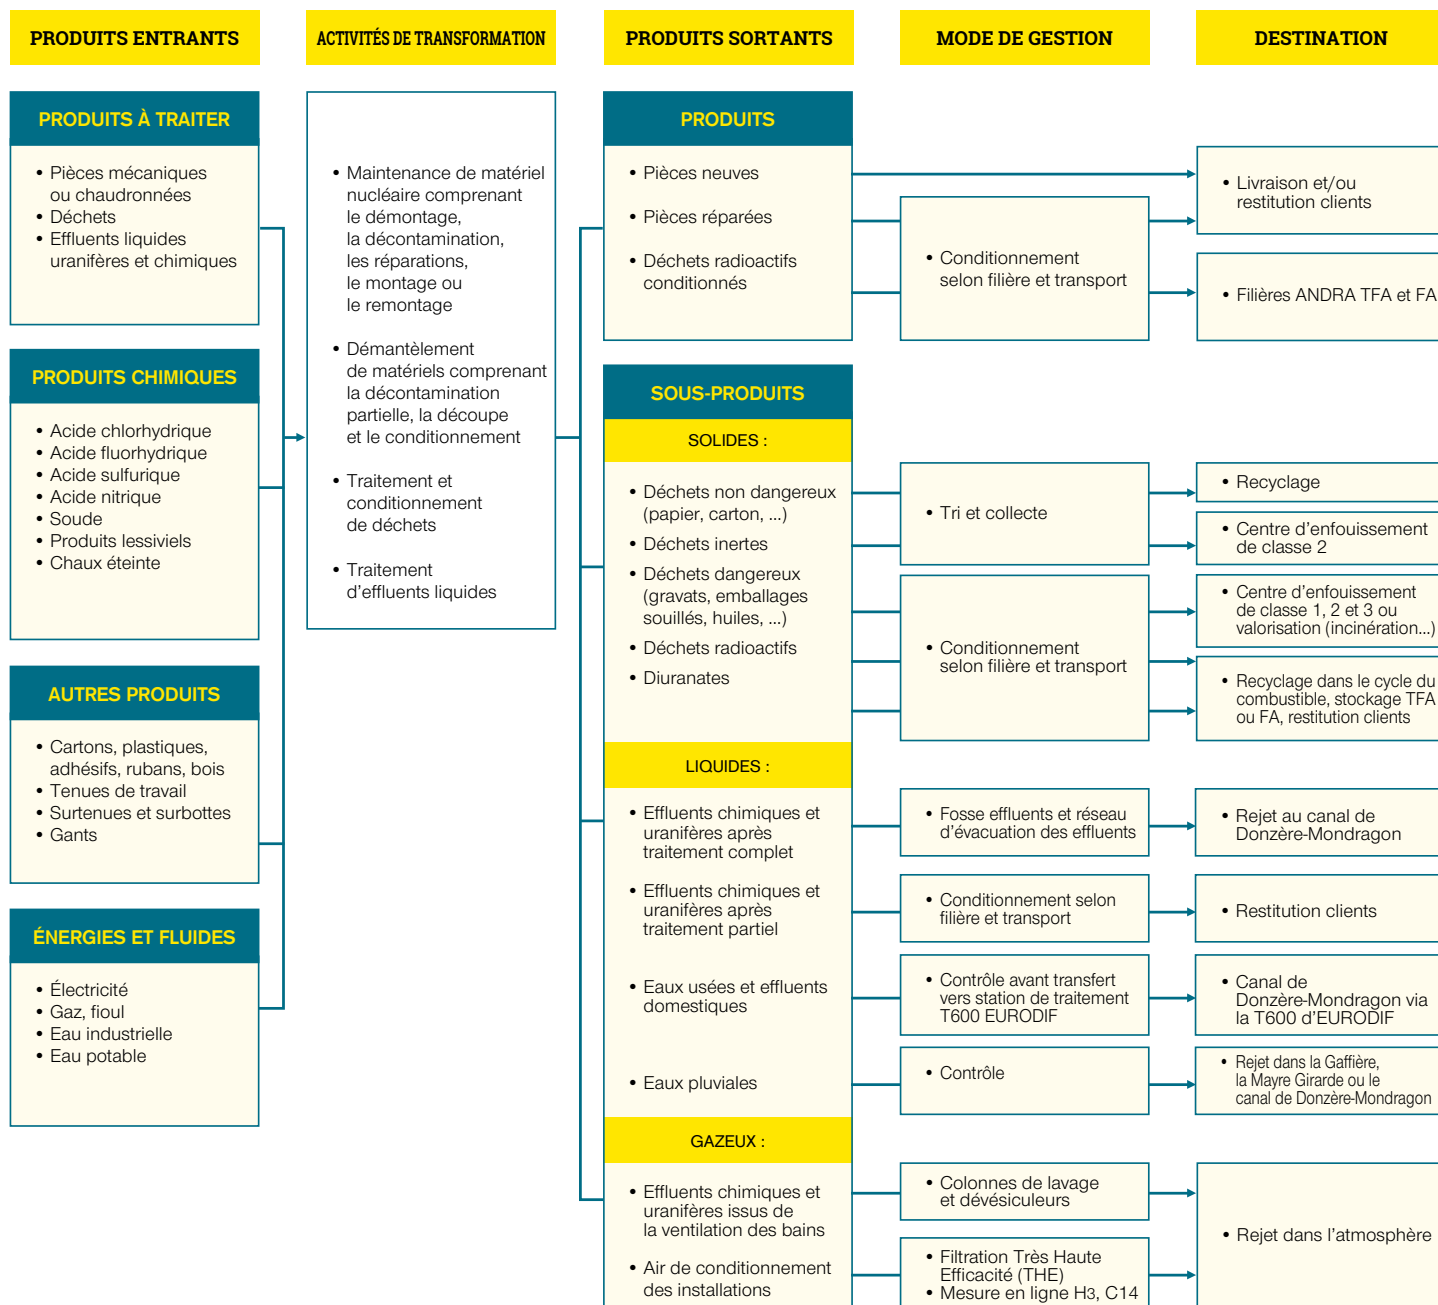 PRODUITS ENTRANTS
ACTIVITÉS DE TRANSFORMATION
PRODUITS SORTANTS
MODE DE GESTION
DESTINATION
PRODUITS À TRAITER
• Pièces mécaniques
ou chaudronnées
• Déchets
• Effluents liquides
uranifères et chimiques
PRODUITS CHIMIQUES
• Acide chlorhydrique
• Acide fluorhydrique
• Acide sulfurique
• Acide nitrique
• Soude
• Produits lessiviels
• Chaux éteinte
AUTRES PRODUITS
• Cartons, plastiques,
adhésifs, rubans, bois
• Tenues de travail
• Surtenues et surbottes
• Gants
ÉNERGIES ET FLUIDES
• Électricité
• Gaz, fioul
• Eau industrielle
• Eau potable
• Maintenance de matériel
nucléaire comprenant
le démontage,
la décontamination,
les réparations,
le montage ou
le remontage
• Démantèlement
de matériels comprenant
la décontamination
partielle, la découpe
et le conditionnement
• Traitement et
conditionnement
de déchets
• Traitement
d'effluents liquides
PRODUITS
• Pièces neuves
• Pièces réparées
• Déchets radioactifs
conditionnés
• Conditionnement
selon filière et transport
• Livraison et/ou
restitution clients
• Filières ANDRA TFA et FA
SOUS-PRODUITS
SOLIDES :
• Déchets non dangereux
(papier, carton, ...)
• Déchets inertes
• Déchets dangereux
(gravats, emballages
souillés, huiles, ...)
• Déchets radioactifs
• Diuranates
• Tri et collecte
• Conditionnement
selon filière et transport
• Recyclage
• Centre d'enfouissement
de classe 2
• Centre d'enfouissement
de classe 1, 2 et 3 ou
valorisation (incinération...)
• Recyclage dans le cycle du
combustible, stockage TFA
ou FA, restitution clients
LIQUIDES :
• Effluents chimiques et
uranifères après
traitement complet
• Fosse effluents et réseau
d'évacuation des effluents
• Rejet au canal de
Donzère-Mondragon
• Effluents chimiques et
uranifères après
traitement partiel
• Conditionnement selon
filière et transport
• Restitution clients
• Eaux usées et effluents
domestiques
• Contrôle avant transfert
vers station de traitement
T600 EURODIF
• Canal de
Donzère-Mondragon via
la T600 d'EURODIF
• Eaux pluviales
• Contrôle
• Rejet dans la Gaffière,
la Mayre Girarde ou le
canal de Donzère-Mondragon
GAZEUX :
• Effluents chimiques et
uranifères issus de
la ventilation des bains
• Colonnes de lavage
et dévésiculeurs
• Air de conditionnement
des installations
• Filtration Très Haute
Efficacité (THE)
• Mesure en ligne H3, C14
• Rejet dans l'atmosphère